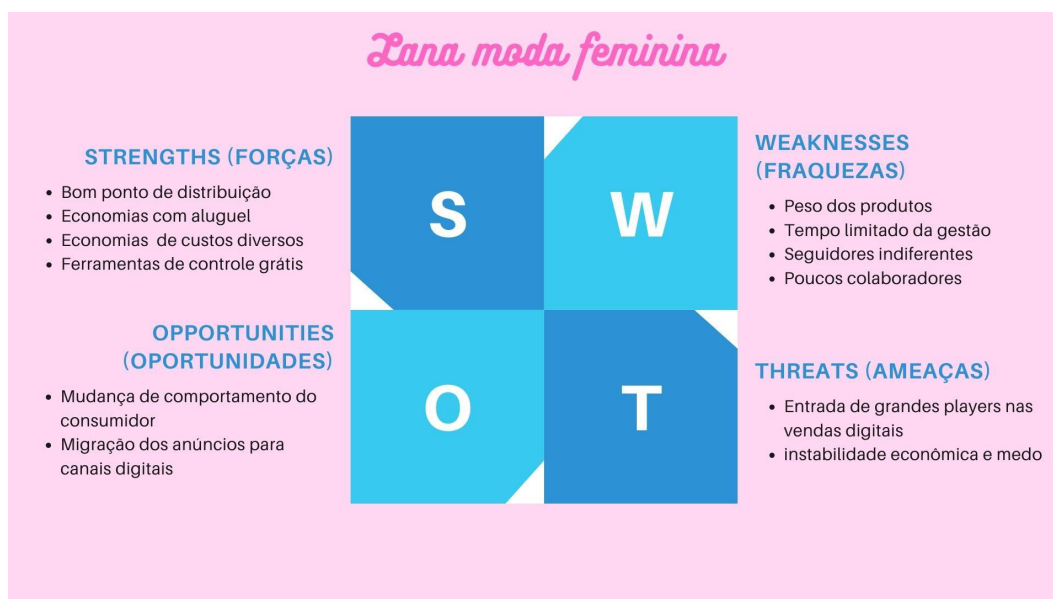 Lana moda feminina
STRENGTHS (FORÇAS)
• Bom ponto de distribuição
• Economias com aluguel
• Economias  de custos diversos
• Ferramentas de controle grátis
S
W
WEAKNESSES
(FRAQUEZAS)
• Peso dos produtos
• Tempo limitado da gestão
• Seguidores indiferentes
• Poucos colaboradores
OPPORTUNITIES
(OPORTUNIDADES)
• Mudança de comportamento do
consumidor
• Migração dos anúncios para
canais digitais
O
T
THREATS (AMEAÇAS)
• Entrada de grandes players nas
vendas digitais
• instabilidade econômica e medo